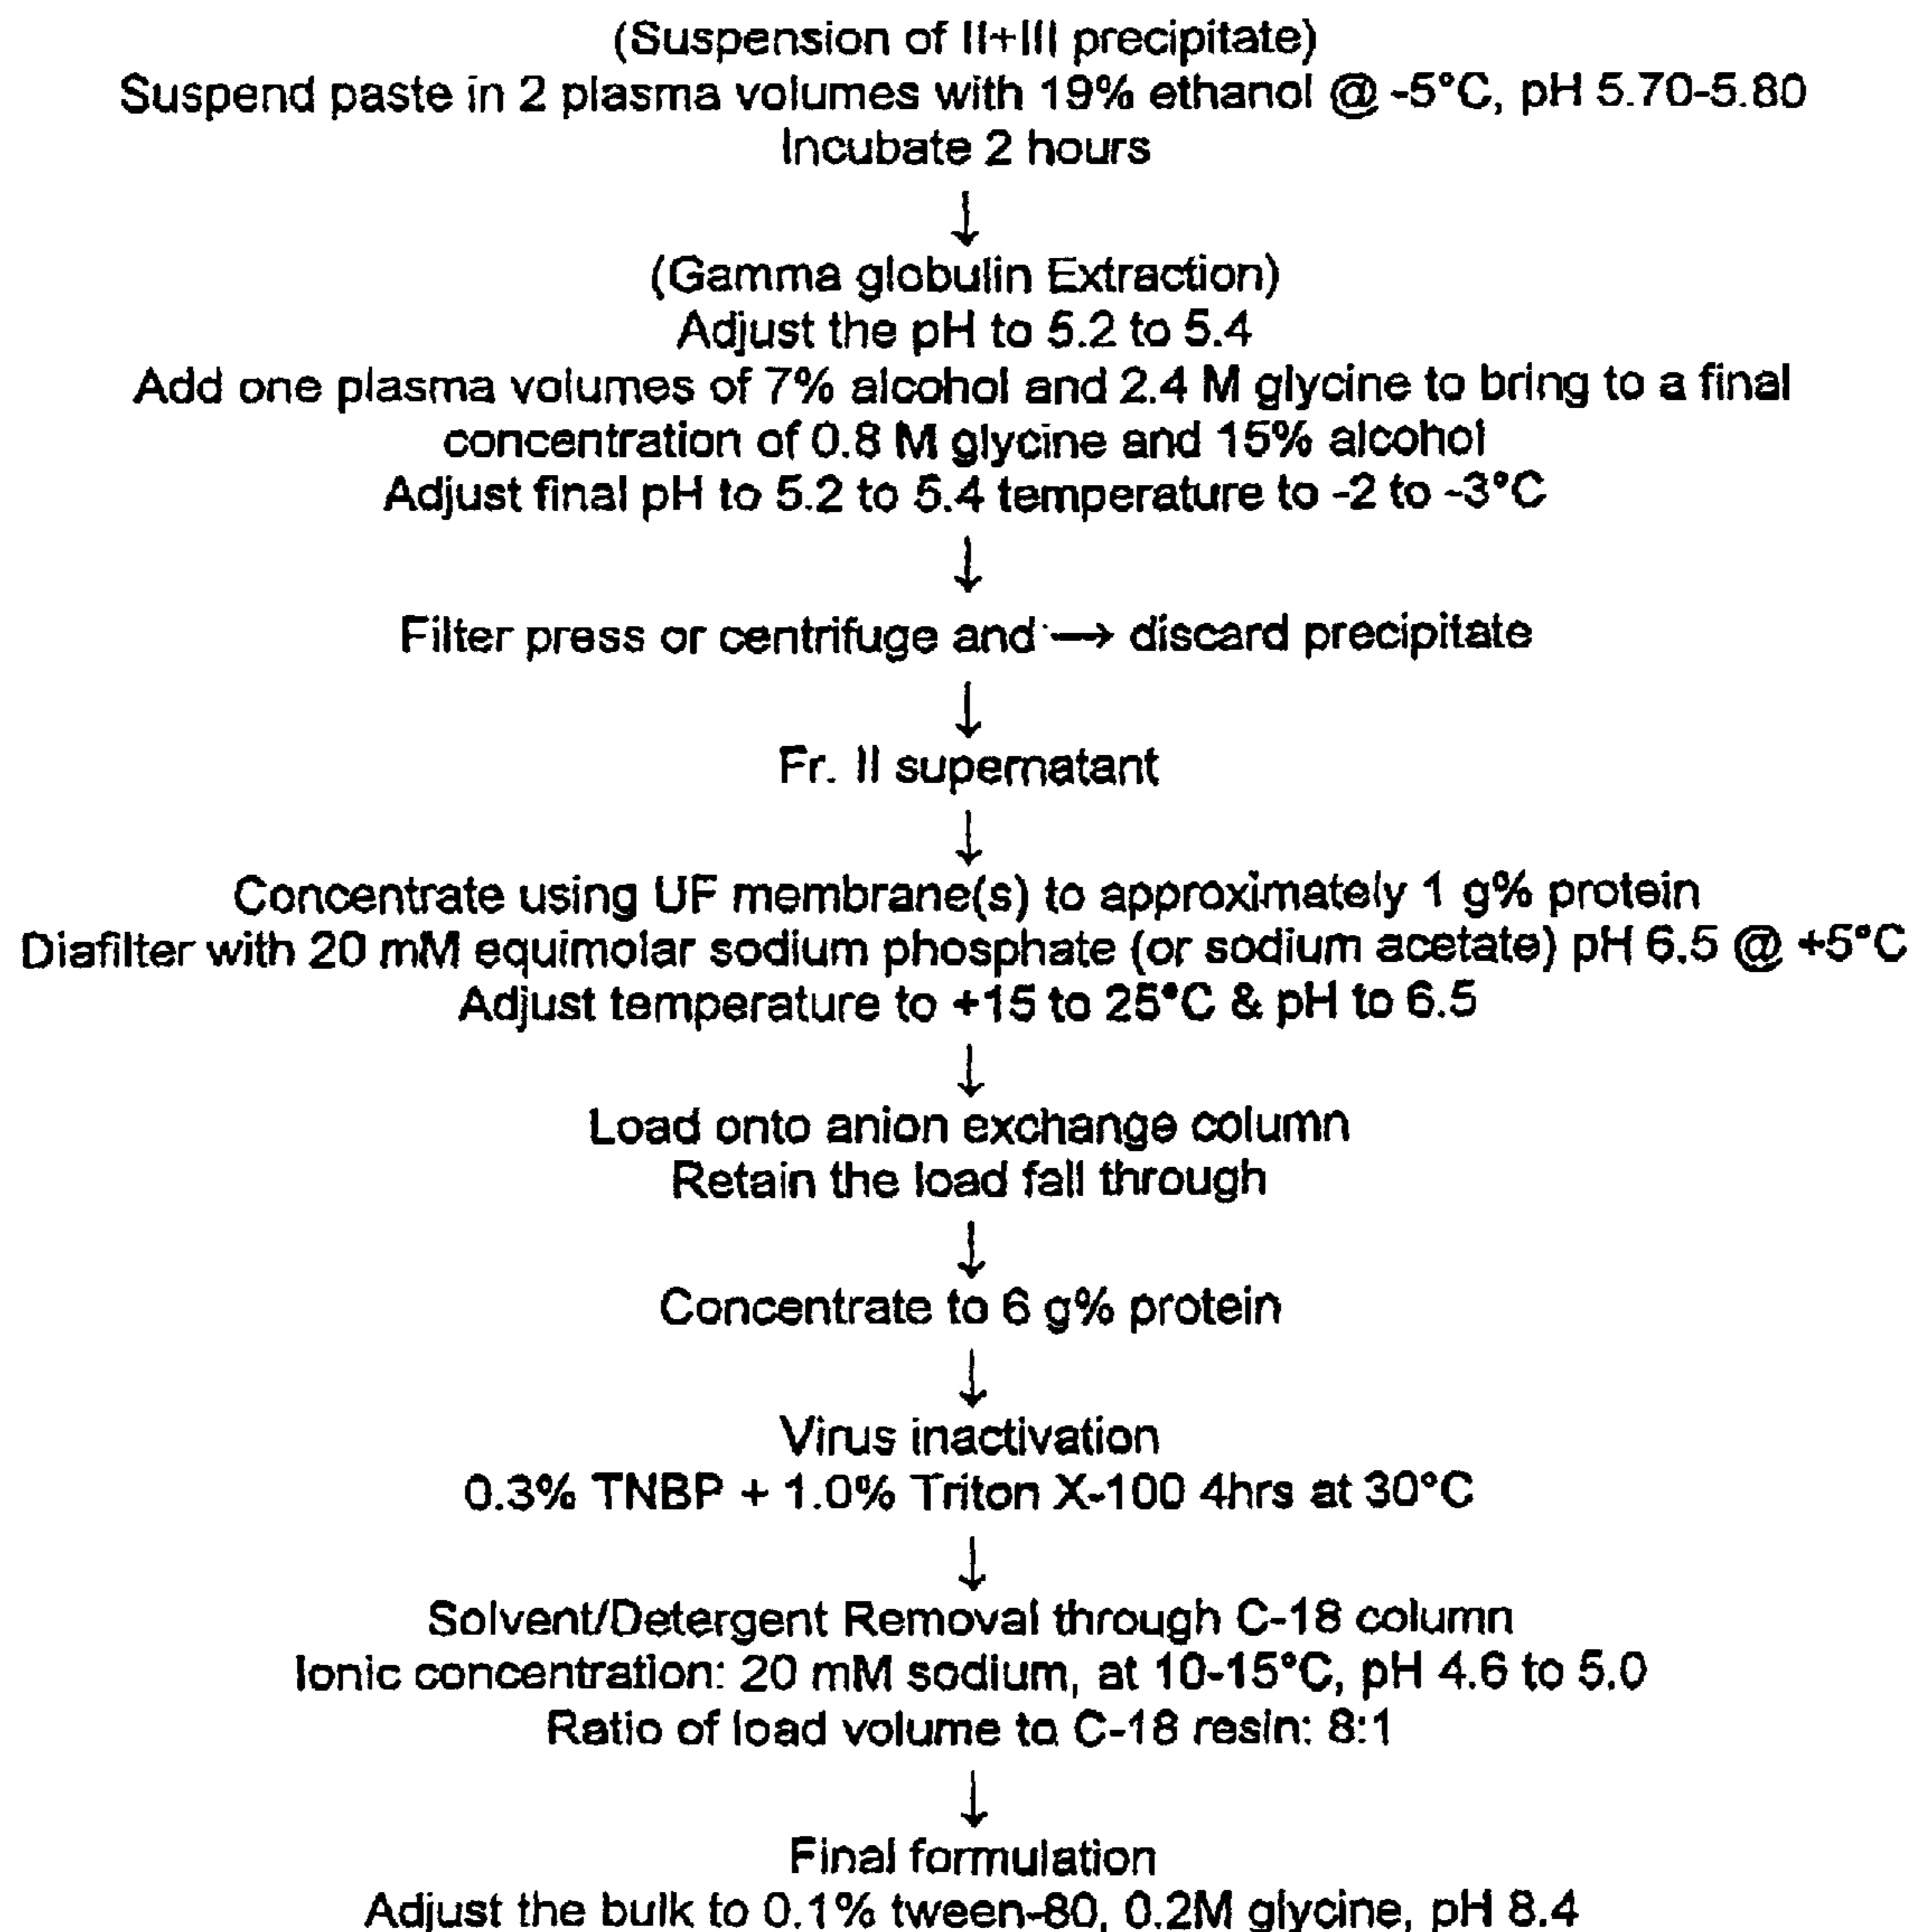 (Suspension of II+III precipitate)
Suspend paste in 2 plasma volumes with 19% ethanol @ -5°C, pH 5.70-5.80
Incubate 2 hours
↓
(Gamma globulin Extraction)
Adjust the pH to 5.2 to 5.4
Add one plasma volumes of 7% alcohol and 2.4 M glycine to bring to a final
concentration of 0.8 M glycine and 15% alcohol
Adjust final pH to 5.2 to 5.4 temperature to -2 to -3°C
↓
Filter press or centrifuge and → discard precipitate
↓
Fr. II supernatant
↓
Concentrate using UF membrane(s) to approximately 1 g% protein
Diafilter with 20 mM equimolar sodium phosphate (or sodium acetate) pH 6.5 @ +5°C
Adjust temperature to +15 to 25°C & pH to 6.5
↓
Load onto anion exchange column
Retain the load fall through
↓
Concentrate to 6 g% protein
↓
Virus inactivation
0.3% TNBP + 1.0% Triton X-100 4hrs at 30°C
↓
Solvent/Detergent Removal through C-18 column
Ionic concentration: 20 mM sodium, at 10-15°C, pH 4.6 to 5.0
Ratio of load volume to C-18 resin: 8:1
↓
Final formulation
Adjust the bulk to 0.1% tween-80, 0.2M glycine, pH 8.4